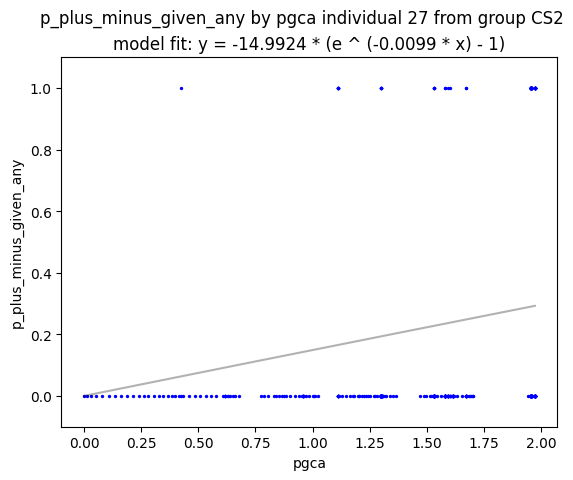 p_plus_minus_given_any by pgca individual 27 from group CS2
model fit: y = -14.9924 * (e ^ (-0.0099 * x) - 1)
1.0
0.8
0.6
0.4
0.2
0.0
p_plus_minus_given_any
0.00 0.25 0.50 0.75 1.00 1.25 1.50 1.75 2.00
pgca